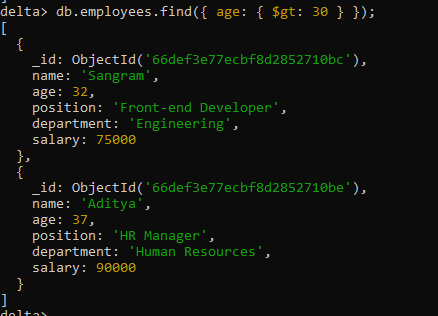 delta> db.employees.find({ age: { $gt: 30 } });
[
  {
    _id: ObjectId('66def3e77ecbf8d2852710bc'),
    name: 'Sangram',
    age: 32,
    position: 'Front-end Developer',
    department: 'Engineering',
    salary: 75000
  },
  {
    _id: ObjectId('66def3e77ecbf8d2852710be'),
    name: 'Aditya',
    age: 37,
    position: 'HR Manager',
    department: 'Human Resources',
    salary: 90000
  }
]
delta>